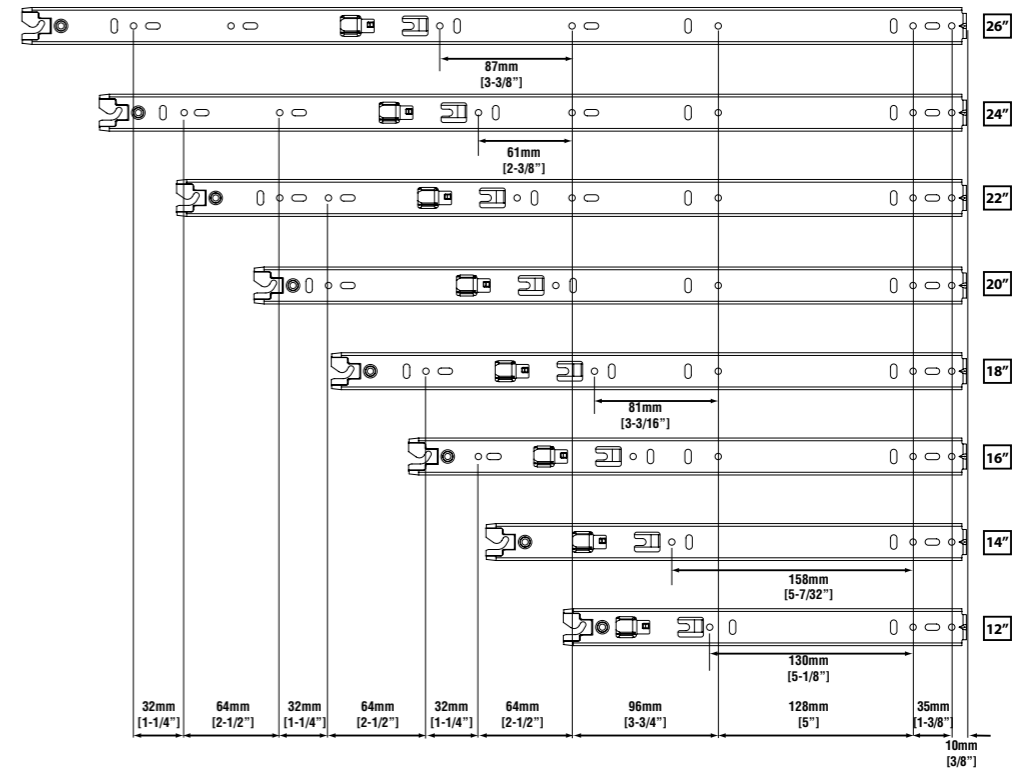 26”
87mm
[3-3/8”]
24”
61mm
[2-3/8”]
22”
20”
18”
81mm
[3-3/16”]
16”
14”
158mm
[5-7/32”]
12”
130mm
[5-1/8”]
32mm 64mm 32mm 64mm 32mm 64mm 96mm 128mm 35mm
[1-1/4”] [2-1/2”] [1-1/4”] [2-1/2”] [1-1/4”] [2-1/2”] [3-3/4”] [5”] [1-3/8”]
10mm
[3/8”]